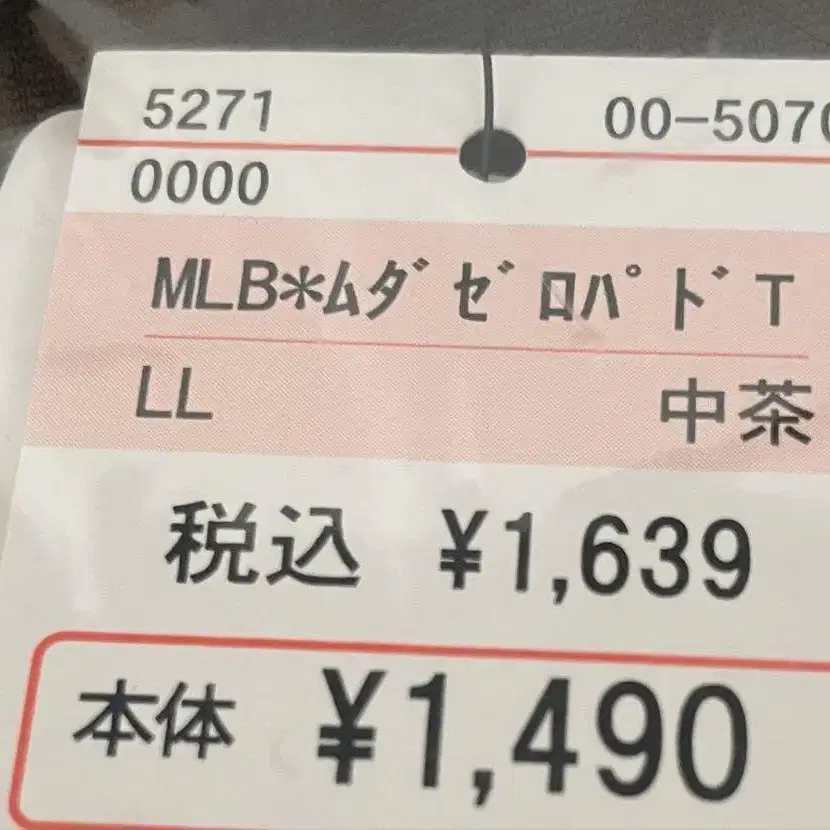 5271 00-5070
0000
MLB*ムダゼロパドT
LL 中茶
税込 ¥1,639
本体 ¥1,490